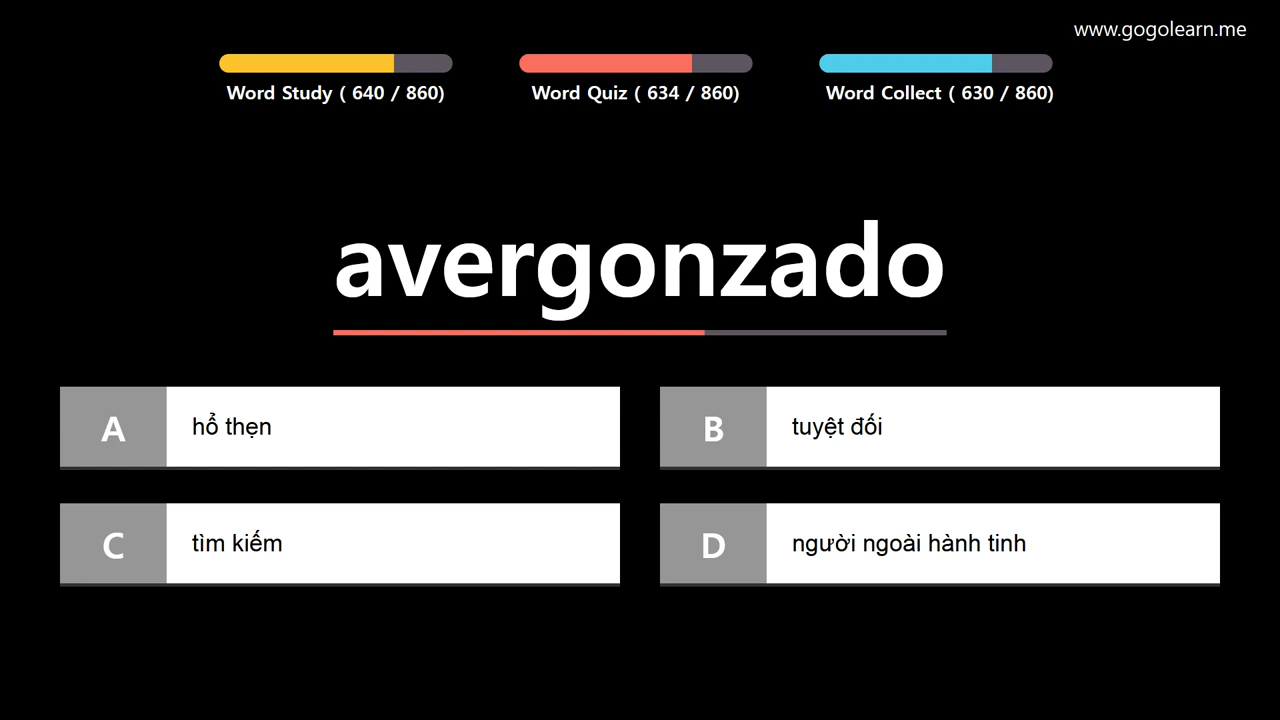 www.gogolearn.me
Word Study ( 640 / 860)
Word Quiz ( 634 / 860)
Word Collect ( 630 / 860)
avergonzado
A
hổ thẹn
B
tuyệt đối
C
tìm kiếm
D
người ngoài hành tinh